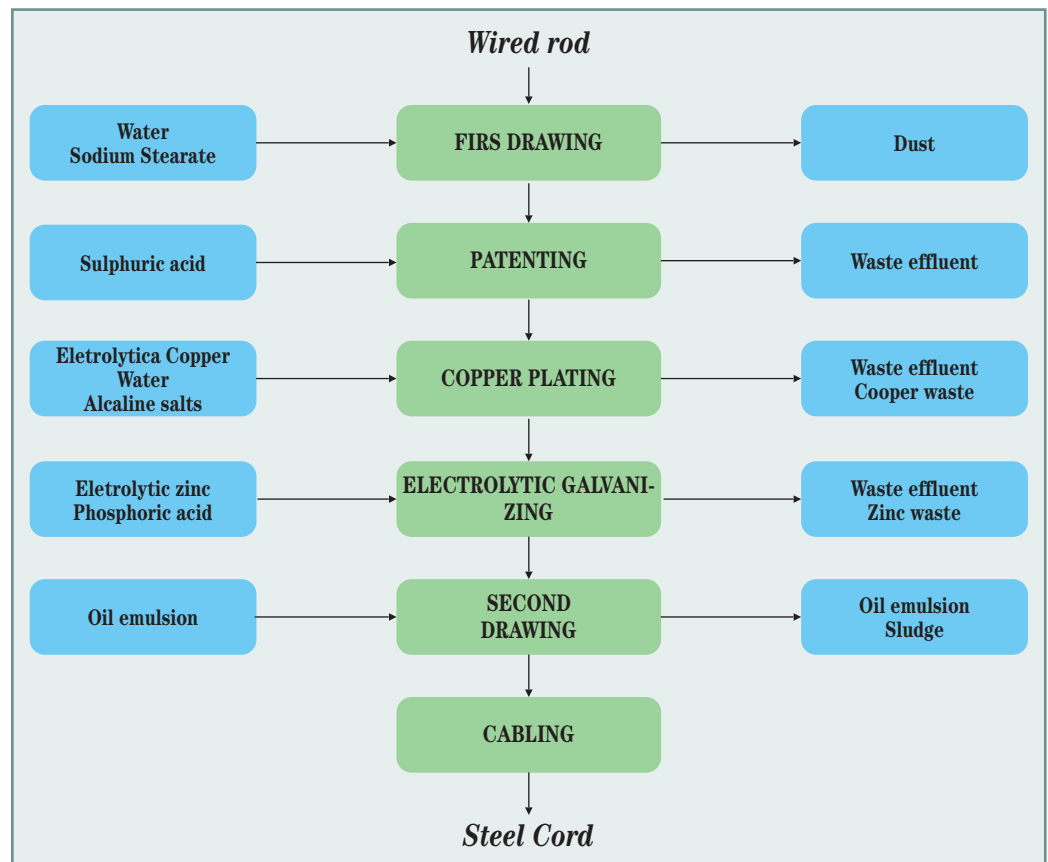 Wired rod
Water
Sodium Stearate
FIRS DRAWING
Dust
Sulphuric acid
PATENTING
Waste effluent
Eletrolytica Copper
Water
Alcaline salts
COPPER PLATING
Waste effluent
Cooper waste
Eletrolytic zinc
Phosphoric acid
ELECTROLYTIC GALVANI-
ZING
Waste effluent
Zinc waste
Oil emulsion
SECOND
DRAWING
Oil emulsion
Sludge
CABLING
Steel Cord